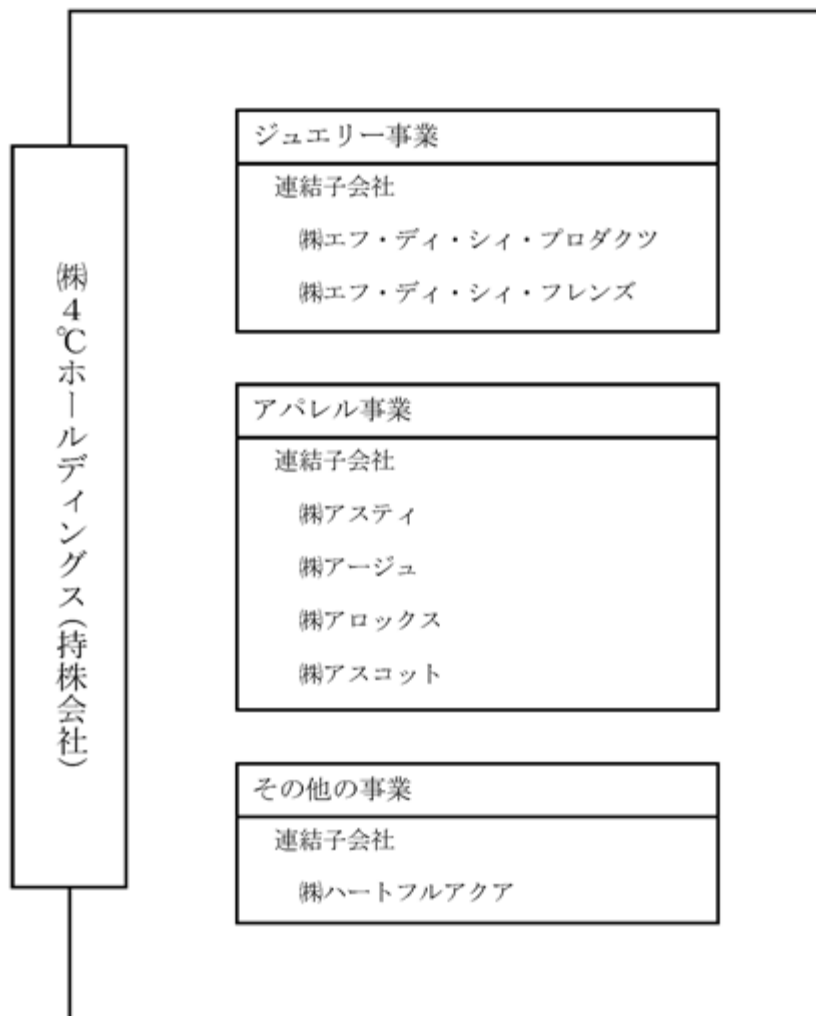 ㈱4℃ホールディングス(持株会社)
ジュエリー事業
連結子会社
㈱エフ・ディ・シィ・プロダクツ
㈱エフ・ディ・シィ・フレンズ
アパレル事業
連結子会社
㈱アスティ
㈱アージュ
㈱アロックス
㈱アスコット
その他の事業
連結子会社
㈱ハートフルアクア